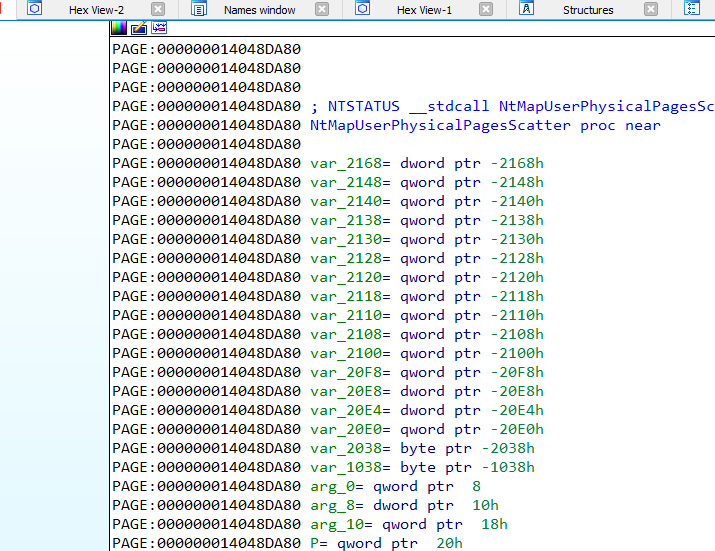 Hex View-2 Names window Hex View-1 Structures
PAGE:000000014048DA80
PAGE:000000014048DA80
PAGE:000000014048DA80
PAGE:000000014048DA80 ; NTSTATUS __stdcall NtMapUserPhysicalPagesSc
PAGE:000000014048DA80 NtMapUserPhysicalPagesScatter proc near
PAGE:000000014048DA80
PAGE:000000014048DA80 var_2168= dword ptr -2168h
PAGE:000000014048DA80 var_2148= qword ptr -2148h
PAGE:000000014048DA80 var_2140= qword ptr -2140h
PAGE:000000014048DA80 var_2138= qword ptr -2138h
PAGE:000000014048DA80 var_2130= qword ptr -2130h
PAGE:000000014048DA80 var_2128= qword ptr -2128h
PAGE:000000014048DA80 var_2120= qword ptr -2120h
PAGE:000000014048DA80 var_2118= qword ptr -2118h
PAGE:000000014048DA80 var_2110= qword ptr -2110h
PAGE:000000014048DA80 var_2108= qword ptr -2108h
PAGE:000000014048DA80 var_2100= qword ptr -2100h
PAGE:000000014048DA80 var_20F8= qword ptr -20F8h
PAGE:000000014048DA80 var_20E8= dword ptr -20E8h
PAGE:000000014048DA80 var_20E4= dword ptr -20E4h
PAGE:000000014048DA80 var_20E0= qword ptr -20E0h
PAGE:000000014048DA80 var_2038= byte ptr -2038h
PAGE:000000014048DA80 var_1038= byte ptr -1038h
PAGE:000000014048DA80 arg_0= qword ptr  8
PAGE:000000014048DA80 arg_8= dword ptr  10h
PAGE:000000014048DA80 arg_10= qword ptr  18h
PAGE:000000014048DA80 P= qword ptr  20h